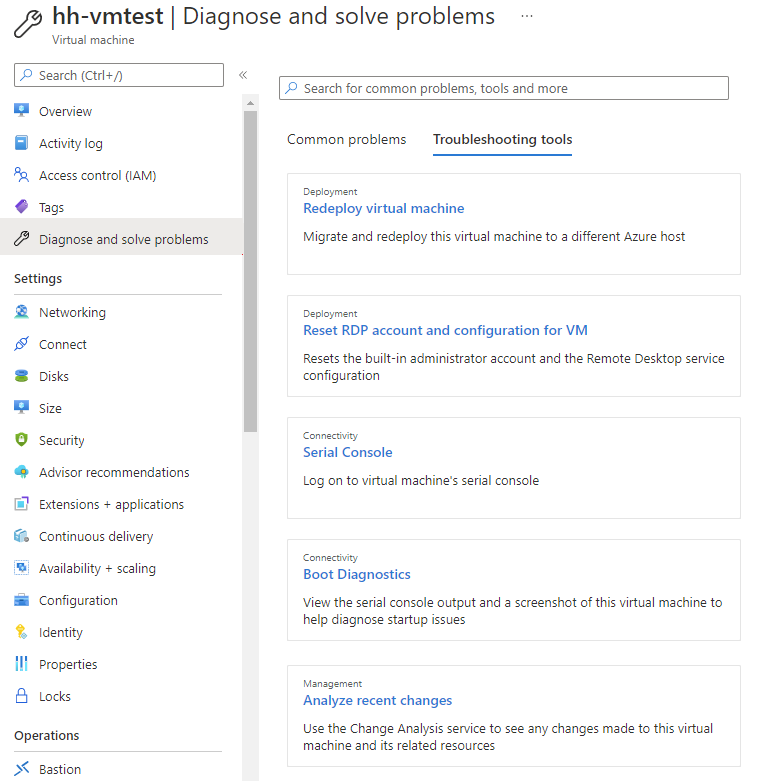 hh-vmtest | Diagnose and solve problems ...
Virtual machine
Search (Ctrl+/)
«
Overview
Activity log
Access control (IAM)
Tags
Diagnose and solve problems
Settings
Networking
Connect
Disks
Size
Security
Advisor recommendations
Extensions + applications
Continuous delivery
Availability + scaling
Configuration
Identity
Properties
Locks
Operations
Bastion
Search for common problems, tools and more
Common problems
Troubleshooting tools
Deployment
Redeploy virtual machine
Migrate and redeploy this virtual machine to a different Azure host
Deployment
Reset RDP account and configuration for VM
Resets the built-in administrator account and the Remote Desktop service
configuration
Connectivity
Serial Console
Log on to virtual machine's serial console
Connectivity
Boot Diagnostics
View the serial console output and a screenshot of this virtual machine to
help diagnose startup issues
Management
Analyze recent changes
Use the Change Analysis service to see any changes made to this virtual
machine and its related resources